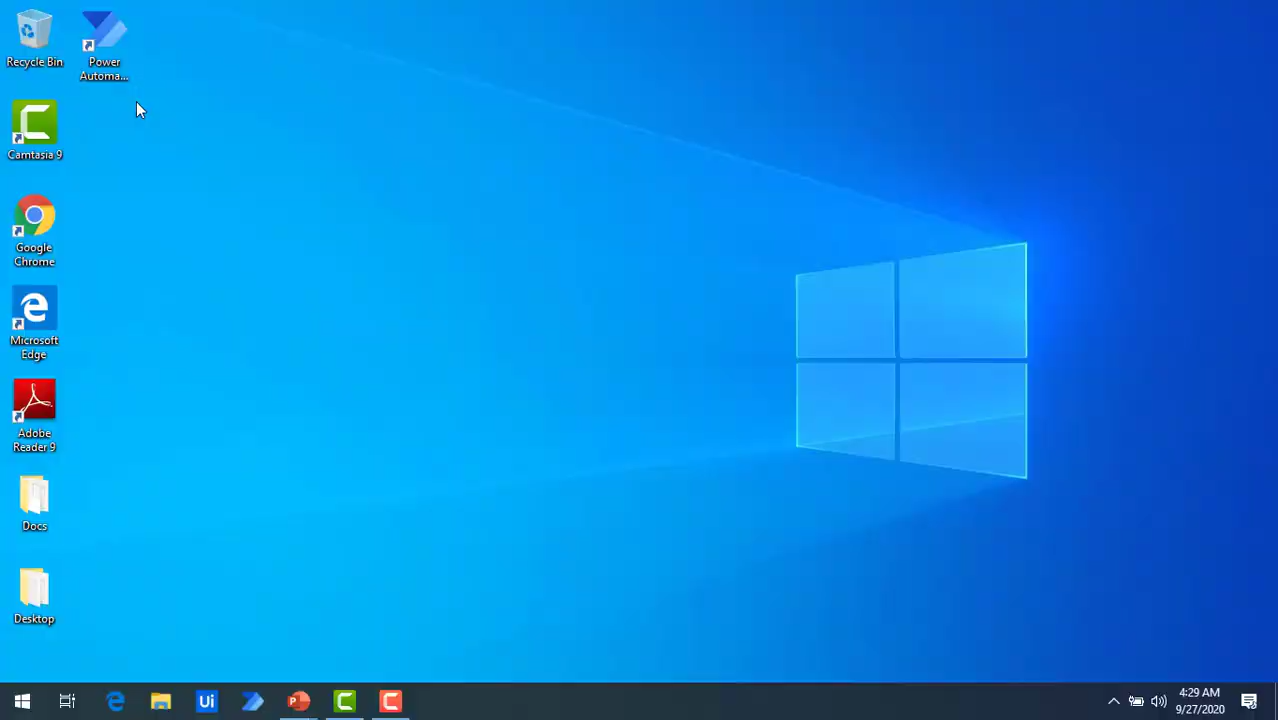 Recycle Bin
Power
Automa...
Camtasia 9
Google
Chrome
Microsoft
Edge
Adobe
Reader 9
Docs
Desktop
Ui
P
4:29 AM
9/27/2020